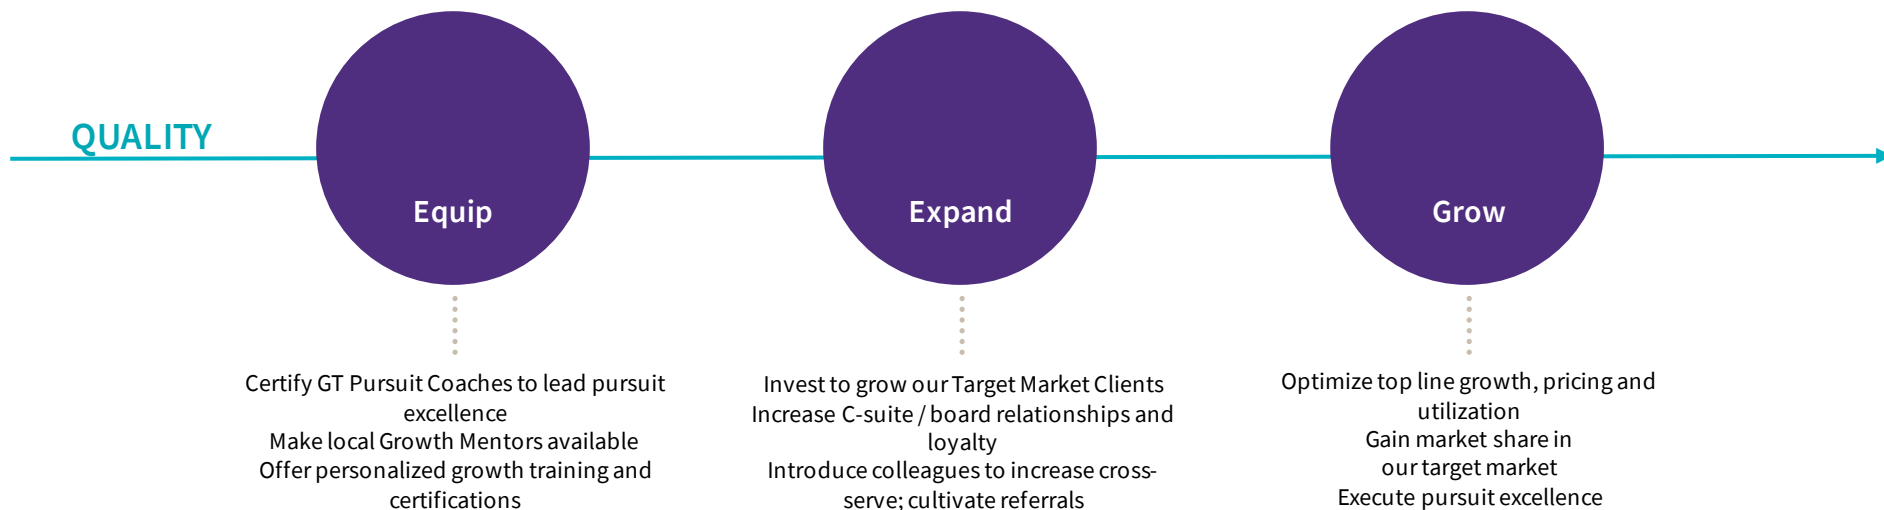 QUALITY
Equip
Certify GT Pursuit Coaches to lead pursuit
excellence
Make local Growth Mentors available
Offer personalized growth training and
certifications
Expand
Invest to grow our Target Market Clients
Increase C-suite / board relationships and
loyalty
Introduce colleagues to increase cross-
serve; cultivate referrals
Grow
Optimize top line growth, pricing and
utilization
Gain market share in
our target market
Execute pursuit excellence